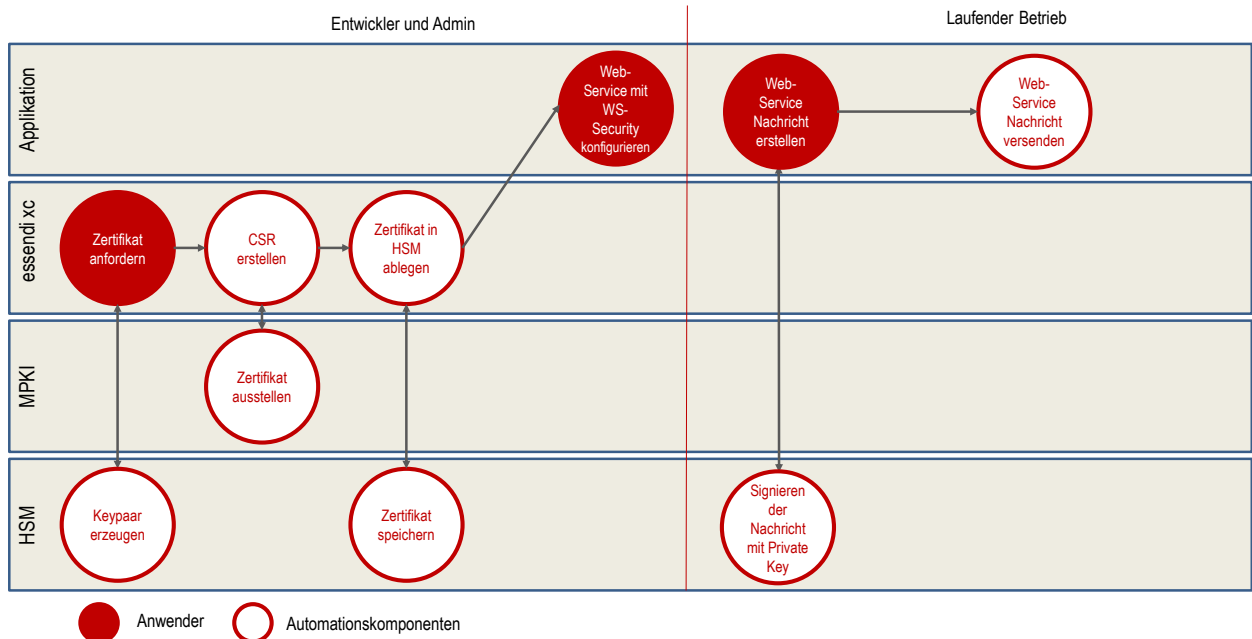 Entwickler und Admin
Laufender Betrieb
Applikation
Web-
Service mit
WS-
Security
konfigurieren
Web-
Service
Nachricht
erstellen
Web-
Service
Nachricht
versenden
essendi xc
Zertifikat
anfordern
CSR
erstellen
Zertifikat in
HSM
ablegen
MPKI
Zertifikat
ausstellen
HSM
Keypaar
erzeugen
Zertifikat
speichern
Signieren
der
Nachricht
mit Private
Key
Anwender
Automationskomponenten